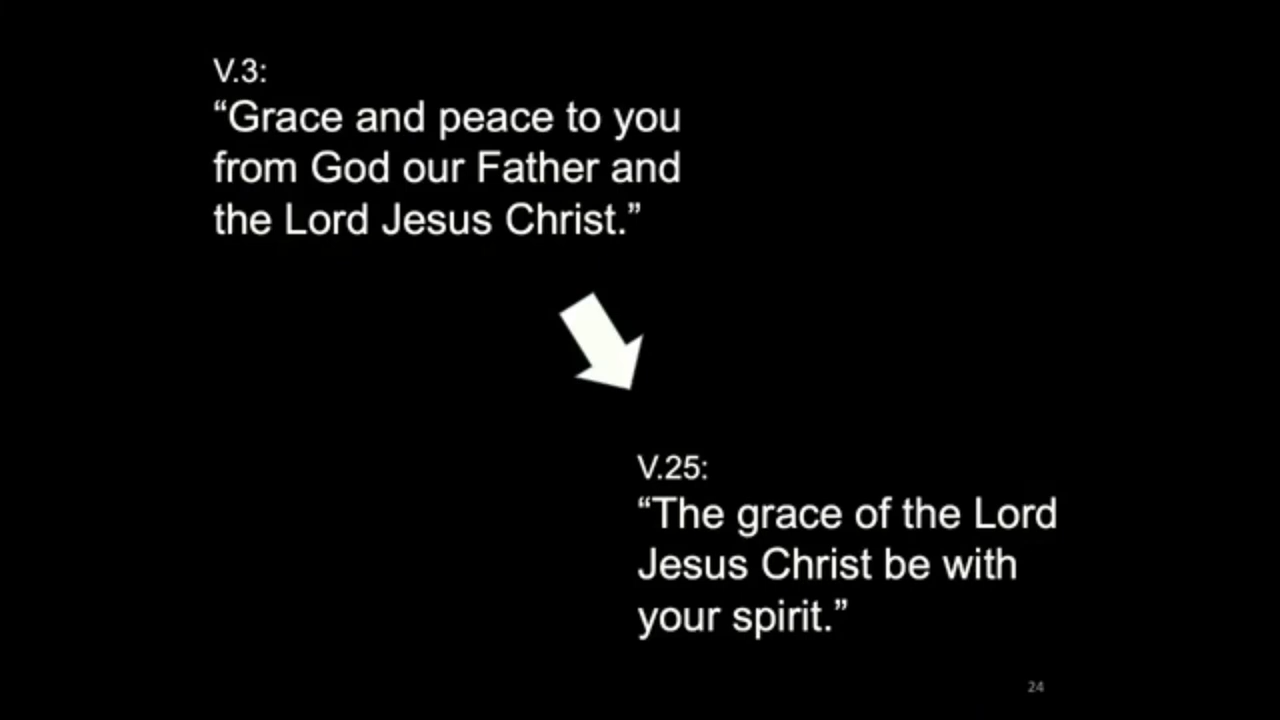 V.3:
“Grace and peace to you
from God our Father and
the Lord Jesus Christ.”
V.25:
“The grace of the Lord
Jesus Christ be with
your spirit.”
24